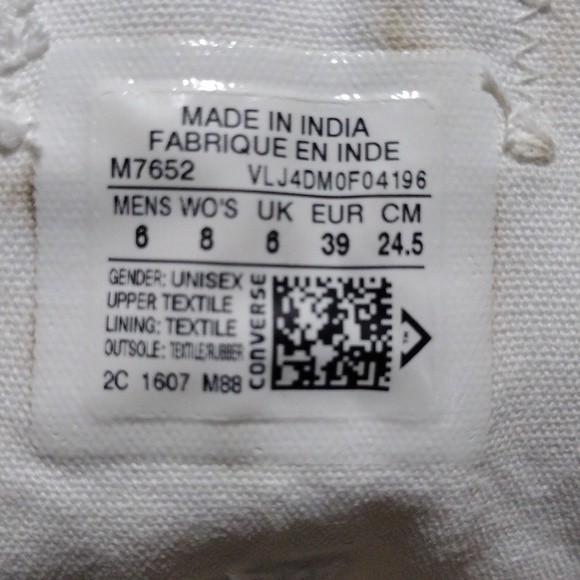 MADE IN INDIA
FABRIQUE EN INDE
M7652 VLJ4DM0F04196
MENS WO'S UK EUR CM
6 8 6 39 24.5
GENDER: UNISEX
UPPER TEXTILE
LINING: TEXTILE
OUTSOLE: TEXTILE/RUBBER
2C 1607 M88
CONVERSE